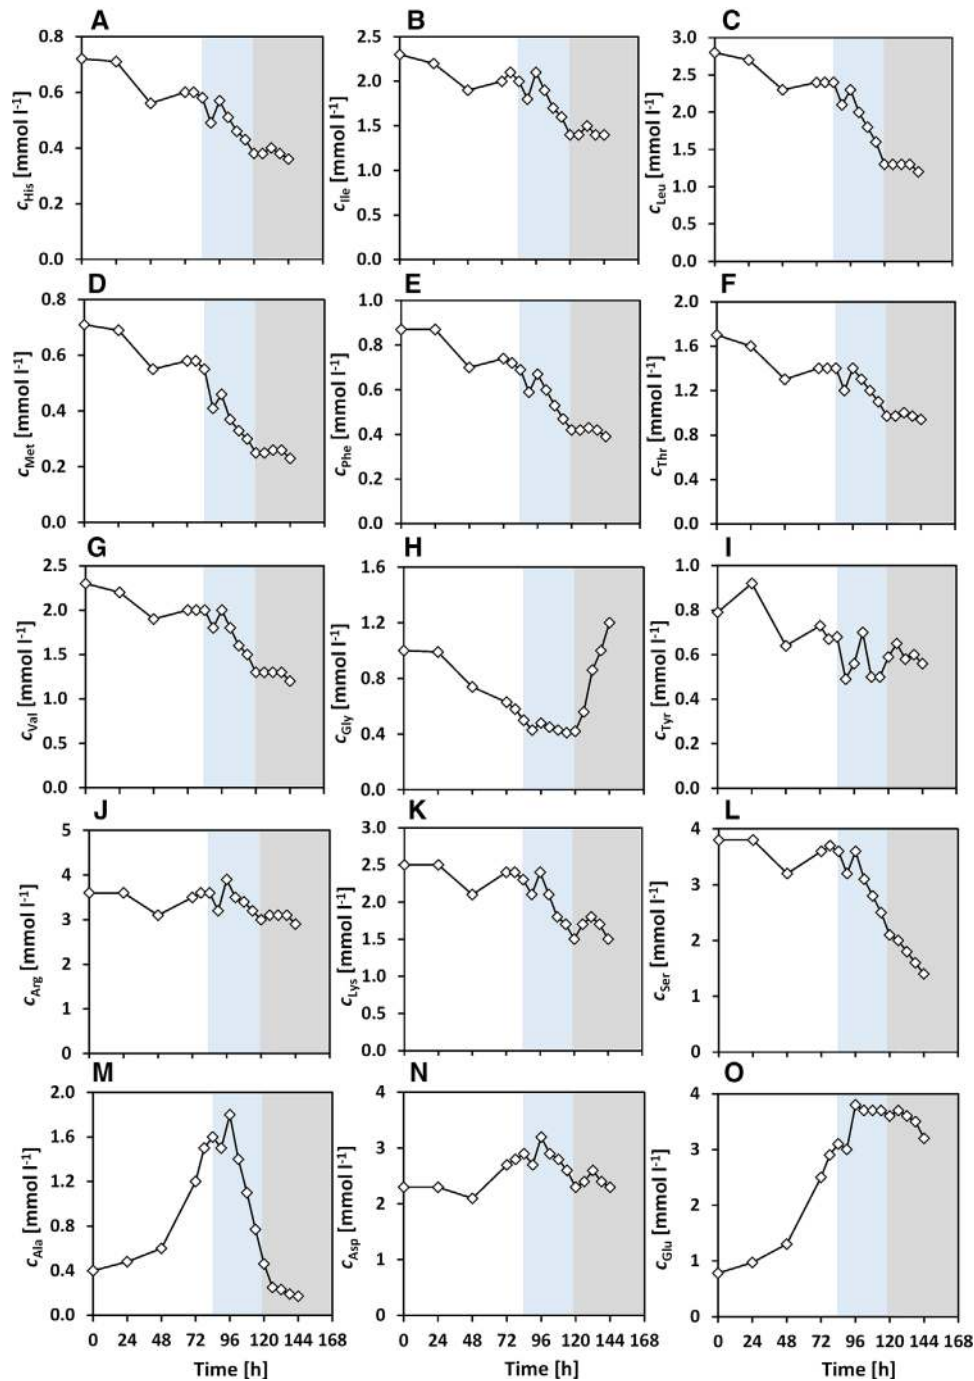 A
B
C
0.8
0.6
0.4
0.2
0.0
cHis [mmol l-1]
2.5
2.0
1.5
1.0
0.5
0.0
cIle [mmol l-1]
3.0
2.5
2.0
1.5
1.0
0.5
0.0
cLeu [mmol l-1]
D
E
F
0.8
0.6
0.4
0.2
0.0
cMet [mmol l-1]
1.0
0.8
0.6
0.4
0.2
0.0
cPhe [mmol l-1]
2.0
1.6
1.2
0.8
0.4
0.0
cThr [mmol l-1]
G
H
I
2.5
2.0
1.5
1.0
0.5
0.0
cVal [mmol l-1]
1.6
1.2
0.8
0.4
0.0
cGly [mmol l-1]
1.0
0.8
0.6
0.4
0.2
0.0
cTyr [mmol l-1]
J
K
L
5
4
3
2
1
0
cArg [mmol l-1]
3.0
2.5
2.0
1.5
1.0
0.5
0.0
cLys [mmol l-1]
4
3
2
1
0
cSer [mmol l-1]
M
N
O
2.0
1.6
1.2
0.8
0.4
0.0
cAla [mmol l-1]
4
3
2
1
0
cAsp [mmol l-1]
4
3
2
1
0
cGlu [mmol l-1]
0 24 48 72 96 120 144 168
0 24 48 72 96 120 144 168
0 24 48 72 96 120 144 168
Time [h]
Time [h]
Time [h]